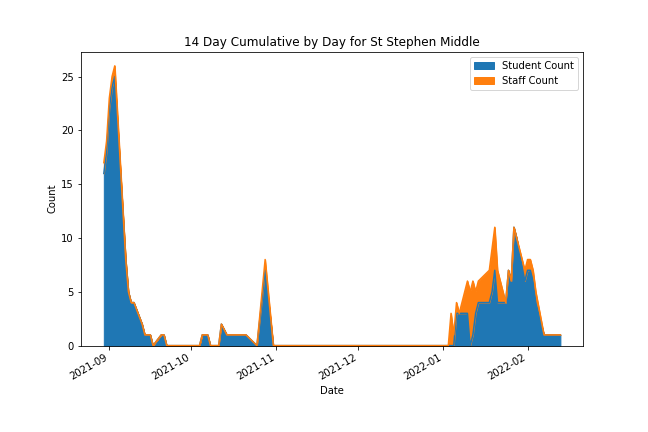 14 Day Cumulative by Day for St Stephen Middle
Student Count
Staff Count
25
20
15
10
5
0
Count
2021-09
2021-10
2021-11
2021-12
2022-01
2022-02
Date